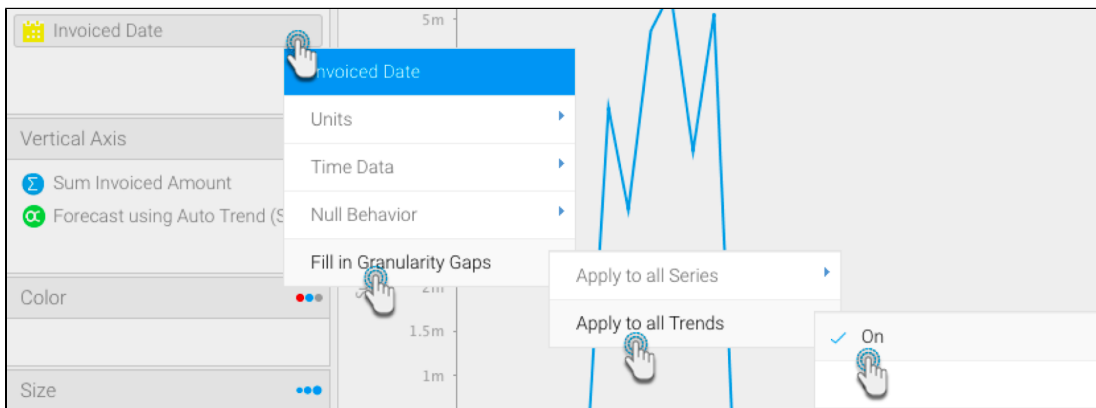 Invoiced Date
Vertical Axis
Sum Invoiced Amount
Forecast using Auto Trend (S
Color
Size
5m
2m
1.5m
1m
Invoiced Date
Units
Time Data
Null Behavior
Fill in Granularity Gaps
Apply to all Series
Apply to all Trends
On